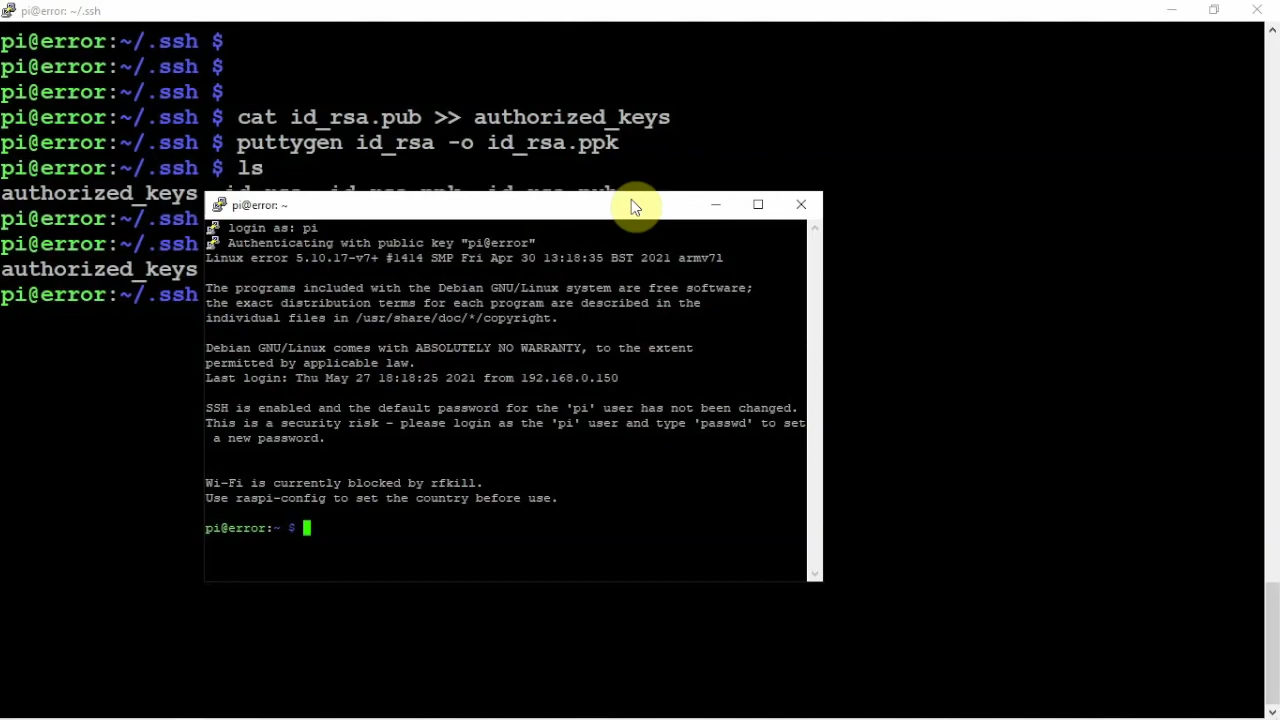 pi@error: ~/.ssh
pi@error:~/.ssh $
pi@error:~/.ssh $
pi@error:~/.ssh $
pi@error:~/.ssh $ cat id_rsa.pub >> authorized_keys
pi@error:~/.ssh $ puttygen id_rsa -o id_rsa.ppk
pi@error:~/.ssh $ ls
authorized_keys id_rsa id_rsa.ppk id_rsa.pub
pi@error:~/.ssh
pi@error:~/.ssh
authorized_keys
pi@error:~/.ssh
pi@error: ~
login as: pi
Authenticating with public key "pi@error"
Linux error 5.10.17-v7+ #1414 SMP Fri Apr 30 13:18:35 BST 2021 armv7l
The programs included with the Debian GNU/Linux system are free software;
the exact distribution terms for each program are described in the
individual files in /usr/share/doc/*/copyright.
Debian GNU/Linux comes with ABSOLUTELY NO WARRANTY, to the extent
permitted by applicable law.
Last login: Thu May 27 18:18:25 2021 from 192.168.0.150
SSH is enabled and the default password for the 'pi' user has not been changed.
This is a security risk - please login as the 'pi' user and type 'passwd' to set
a new password.
Wi-Fi is currently blocked by rfkill.
Use raspi-config to set the country before use.
pi@error:~ $